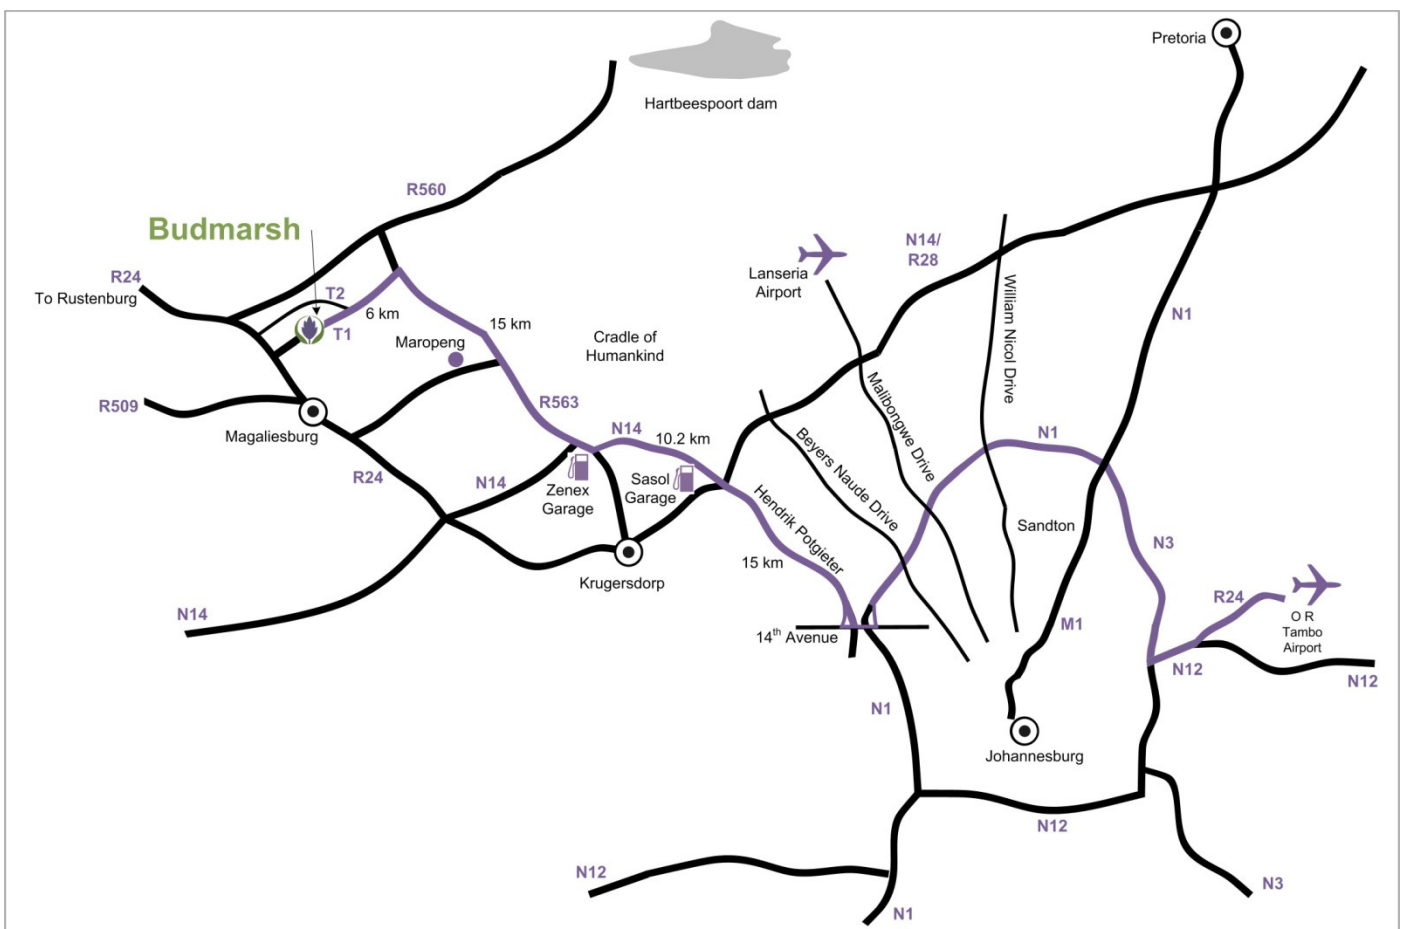 Pretoria
Hartbeespoort dam
R560
Budmarsh
N14/
R28
Lanseria
Airport
R24
To Rustenburg
T2
6 km
T1
15 km
Maropeng
Cradle of
Humankind
William Nicol Drive
N1
R509
Magaliesburg
R563
N14
10.2 km
Malibongwe Drive
Beyers Naude Drive
N1
R24
N14
Zenex
Garage
Sasol
Garage
Hendrik Potgieter
Sandton
N3
15 km
Krugersdorp
N14
14th Avenue
M1
R24
O R
Tambo
Airport
N12
N12
N1
Johannesburg
N12
N12
N3
N1